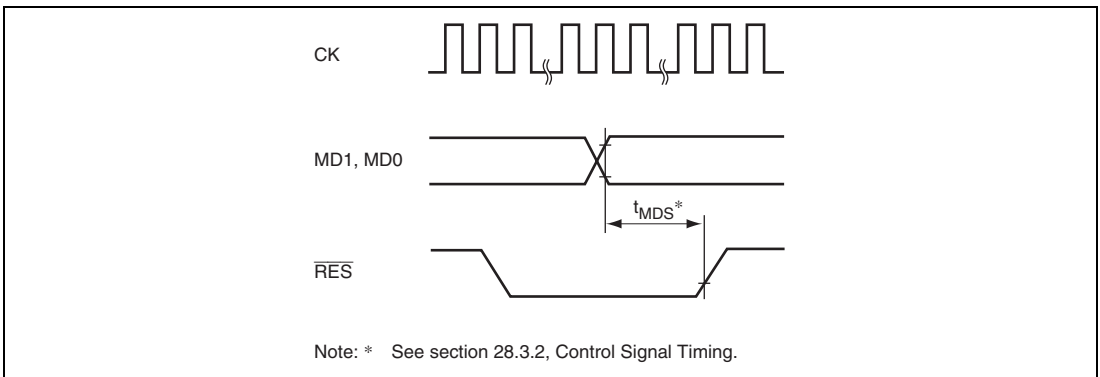 CK
MD1, MD0
tMDS*
RES
Note: * See section 28.3.2, Control Signal Timing.